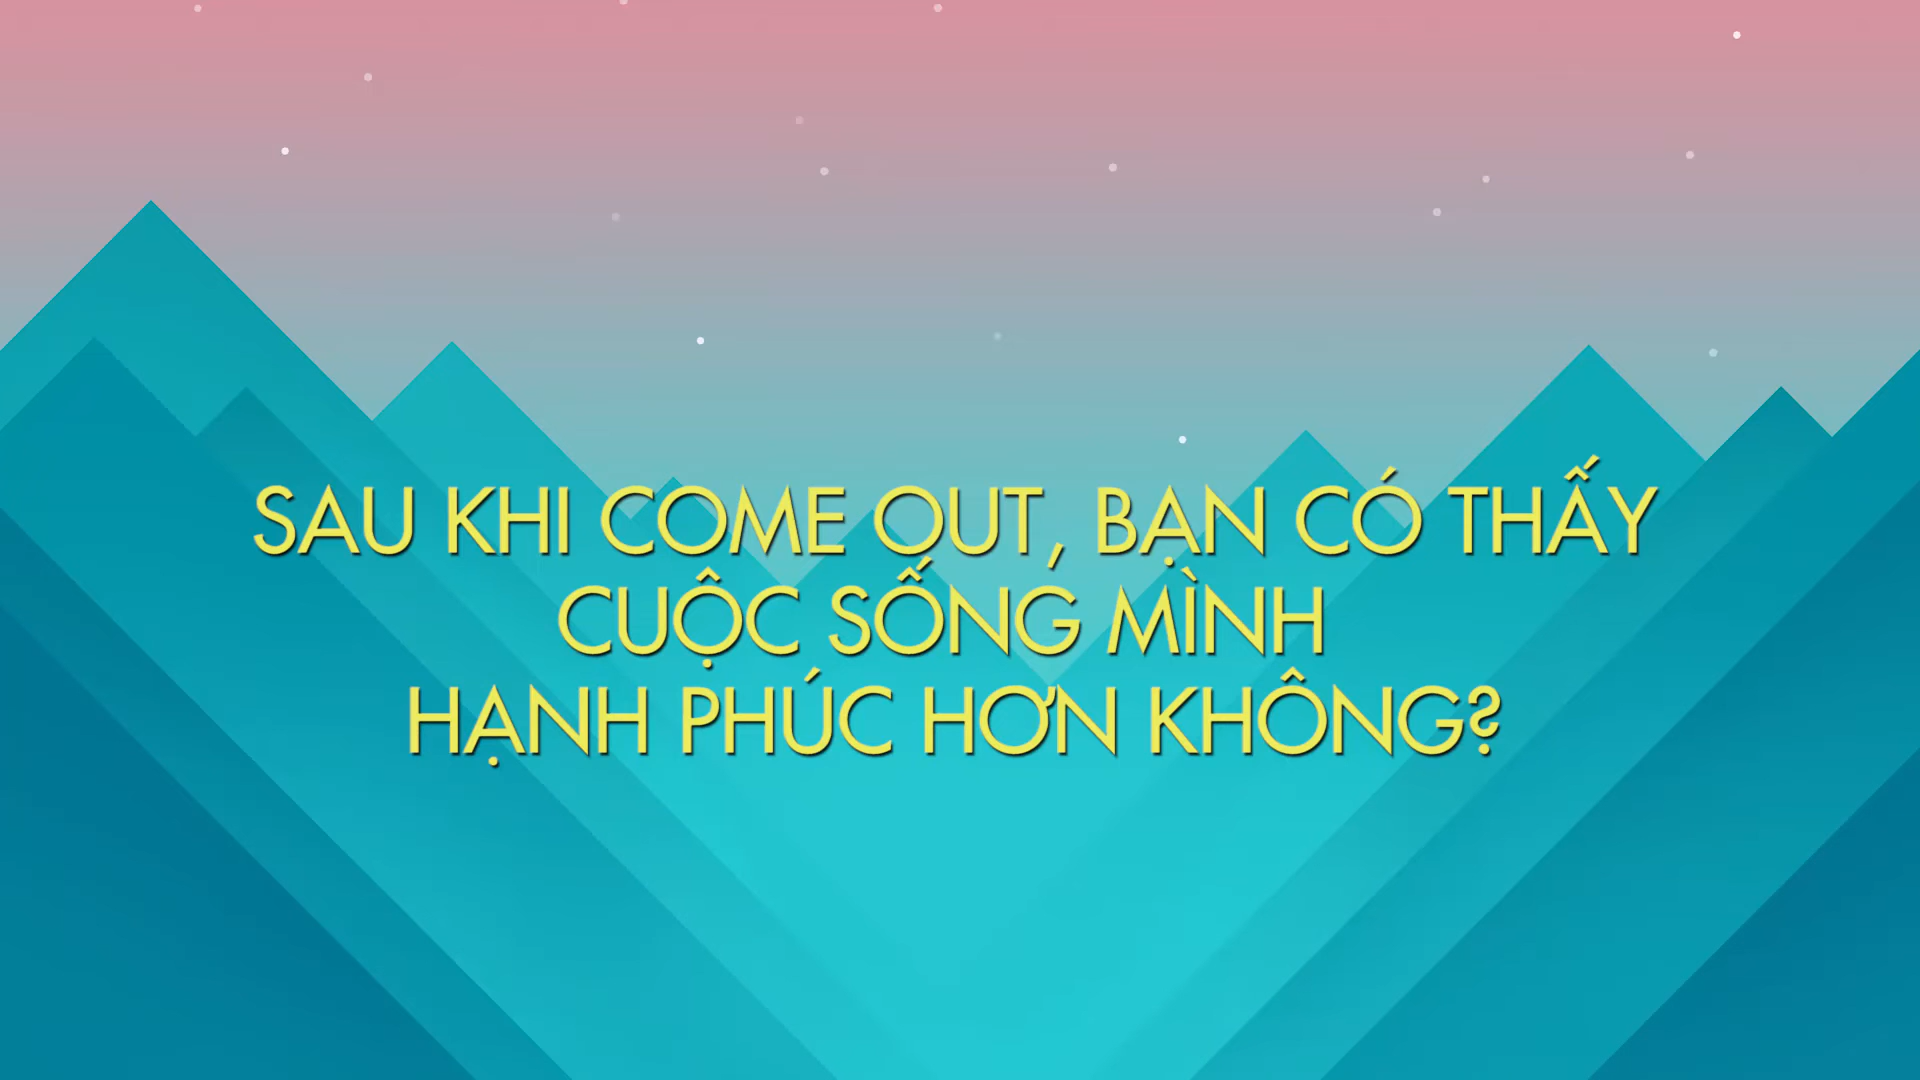 SAU KHI COME OUT, BẠN CÓ THẤY
CUỘC SỐNG MÌNH
HẠNH PHÚC HƠN KHÔNG?